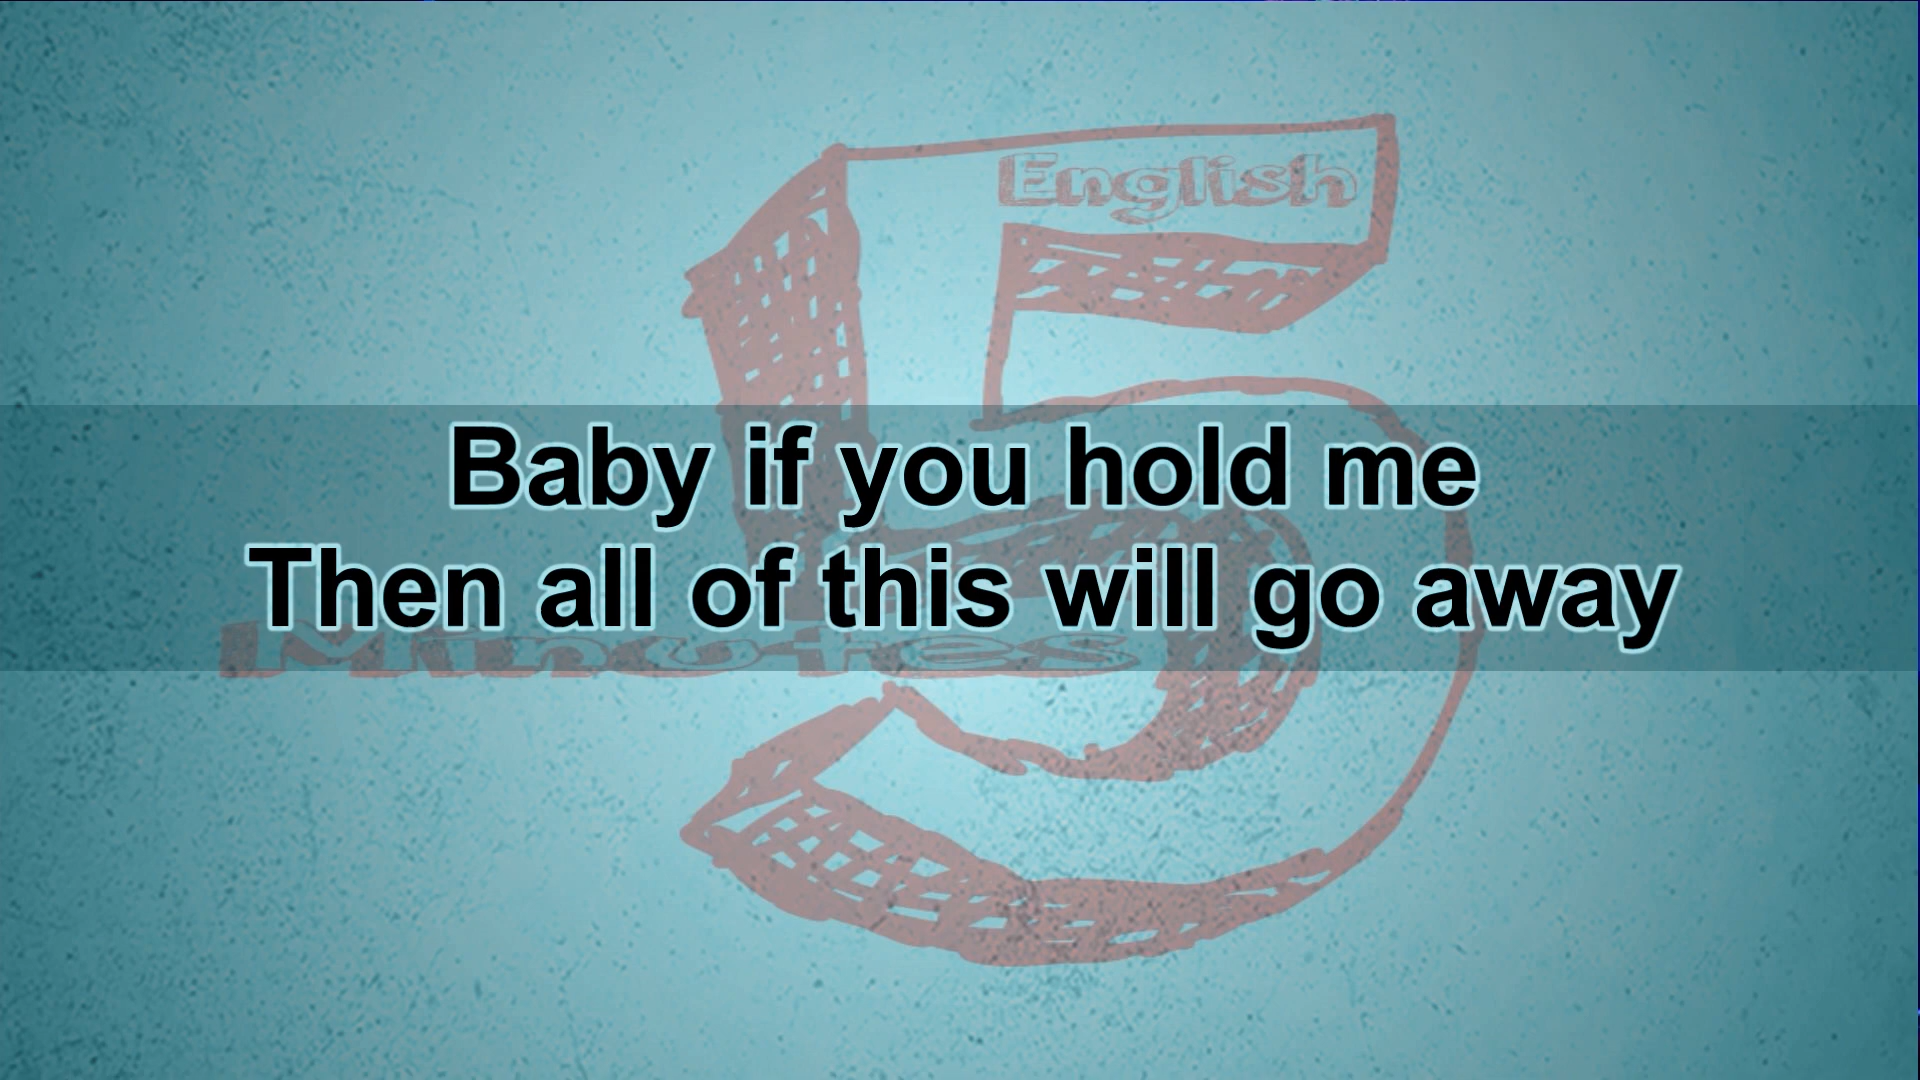 English
5
Baby if you hold me
Then all of this will go away
Minutes